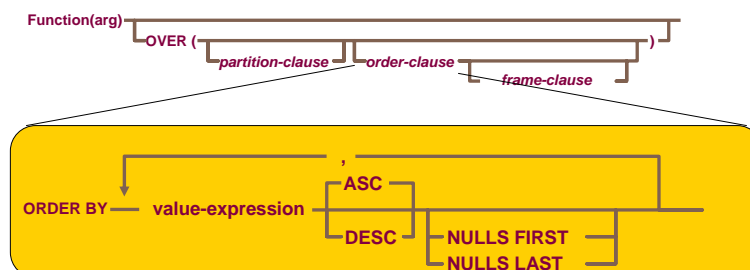 Function(arg)
OVER ( )
partition-clause order-clause
frame-clause
,
ASC
ORDER BY value-expression
DESC NULLS FIRST
NULLS LAST